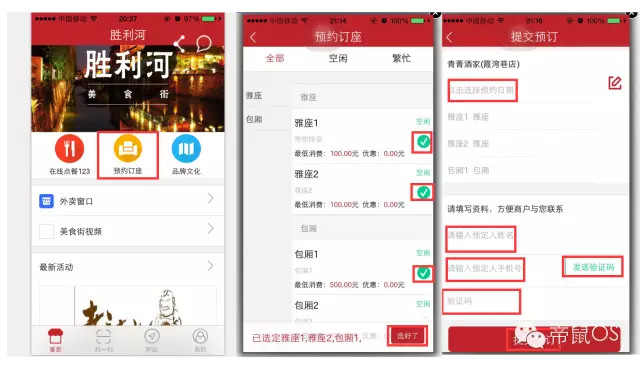 中国移动 20:27 97%
胜利河
胜利河
美 食 街
在线点餐123 预约订座 品牌文化
外卖窗口
美食街视频
最新活动
首页 扫一扫 附近 我的
中国移动 21:14 100%
预约订座
全部 空闲 繁忙
雅座 雅座
包厢
雅座1 空闲
最低消费：100.00元 优惠：0.00元
雅座2 空闲
雅座2
最低消费：100.00元 优惠：0.00元
包厢
包厢1 空闲
包厢1
最低消费：500.00元 优惠：0.00元
包厢2 空闲
已选定雅座1,雅座2,包厢1, 选好了
中国移动 21:16 100%
提交预订
青菁酒家(霞湾巷店)
点击选择预约日期
雅座1 雅座
雅座2 雅座
包厢1 包厢
请填写资料、方便商户与您联系
请输入预定人姓名
请输入预定人手机号 发送验证码
验证码
提交预订
帝鼠OS